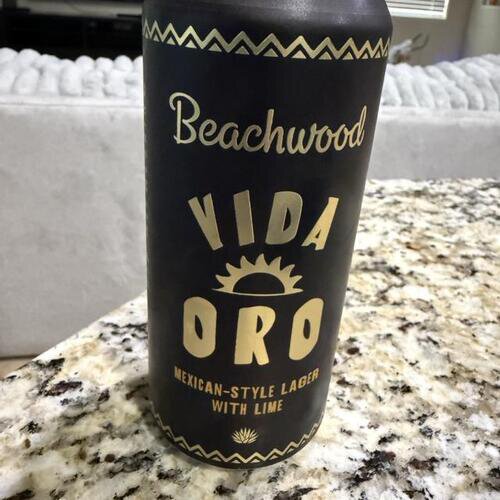 Beachwood
VIDA
ORO
MEXICAN-STYLE LAGER
WITH LIME